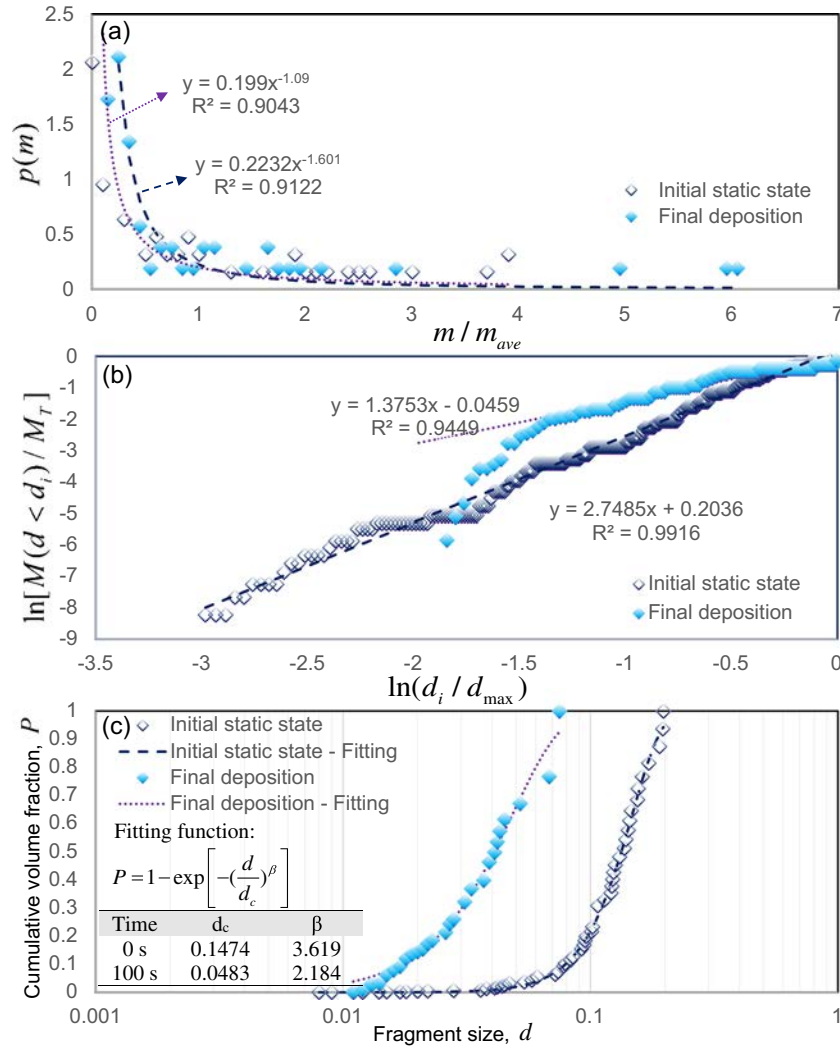 (a)
2.5
2
1.5
1
0.5
0
p(m)
y = 0.199x^-1.09
R² = 0.9043
y = 0.2232x^-1.601
R² = 0.9122
Initial static state
Final deposition
0 1 2 3 4 5 6 7
m / m_ave
(b)
0
-1
-2
-3
-4
-5
-6
-7
-8
-9
ln[M(d < d_i) / M_T]
y = 1.3753x - 0.0459
R² = 0.9449
y = 2.7485x + 0.2036
R² = 0.9916
Initial static state
Final deposition
-3.5 -3 -2.5 -2 -1.5 -1 -0.5 0
ln(d_i / d_max)
(c)
1
0.9
0.8
0.7
0.6
0.5
0.4
0.3
0.2
0.1
0
Cumulative volume fraction, P
Initial static state
Initial static state - Fitting
Final deposition
Final deposition - Fitting
Fitting function:
P = 1 - exp[-(d/d_c)^β]
Time d_c β
0 s 0.1474 3.619
100 s 0.0483 2.184
0.001 0.01 0.1 1
Fragment size, d